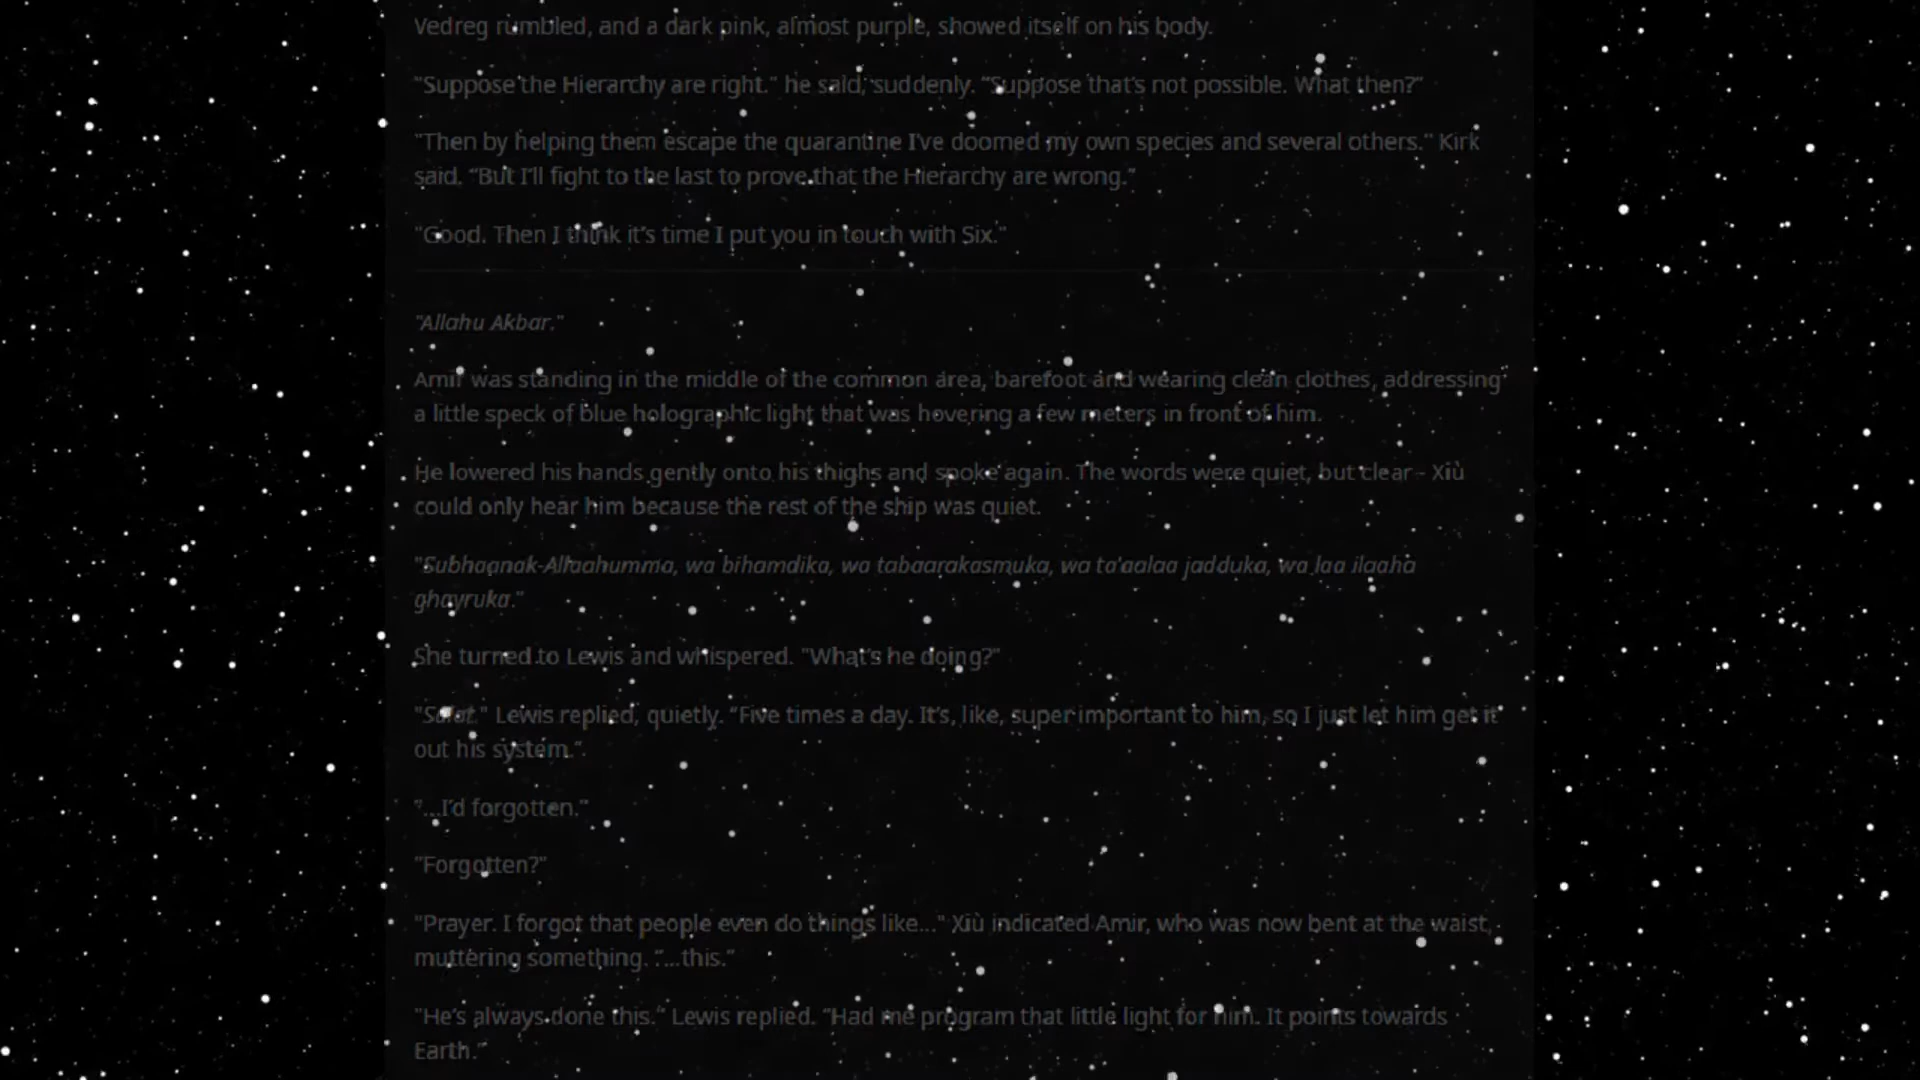 Vedreg rumbled, and a dark pink, almost purple, showed itself on his body.
"Suppose the Hierarchy are right." he said, suddenly. "Suppose that's not possible. What then?"
"Then by helping them escape the quarantine I've doomed my own species and several others." Kirk
said. "But I'll fight to the last to prove that the Hierarchy are wrong."
"Good. Then I think it's time I put you in touch with Six."
"Allahu Akbar."
Amir was standing in the middle of the common area, barefoot and wearing clean clothes, addressing
a little speck of blue holographic light that was hovering a few meters in front of him.
He lowered his hands gently onto his thighs and spoke again. The words were quiet, but clear - Xiù
could only hear him because the rest of the ship was quiet.
"Subhaanak-Allaahumma, wa bihamdika, wa tabaarakasmuka, wa ta'aalaa jadduka, wa laa ilaaha
ghayruka."
She turned to Lewis and whispered. "What's he doing?"
"Salat." Lewis replied, quietly. "Five times a day. It's, like, super important to him, so I just let him get it
out his system."
"...I'd forgotten."
"Forgotten?"
"Prayer. I forgot that people even do things like..." Xiù indicated Amir, who was now bent at the waist,
muttering something. "...this."
"He's always done this." Lewis replied. "Had me program that little light for him. It points towards
Earth."